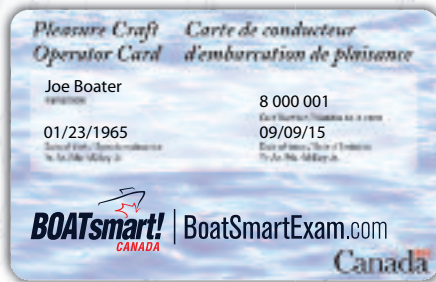 Pleasure Craft Carte de conducteur
Operator Card d'embarcation de plaisance
Joe Boater
8 000 001
01/23/1965 09/09/15
BOATsmart! | BoatSmartExam.com
CANADA
Canada